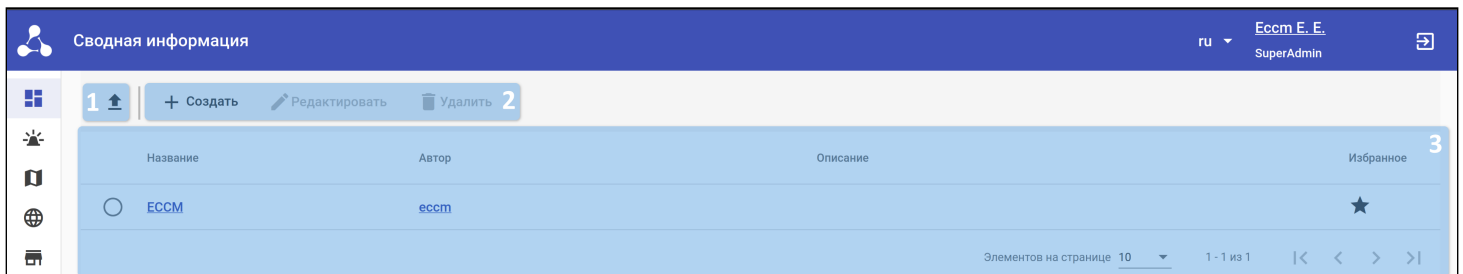 Сводная информация
ru
Eccm E. E.
SuperAdmin
1
Создать Редактировать Удалить 2
3
Название Автор Описание Избранное
ECCM eccm
Элементов на странице 10 1 - 1 из 1